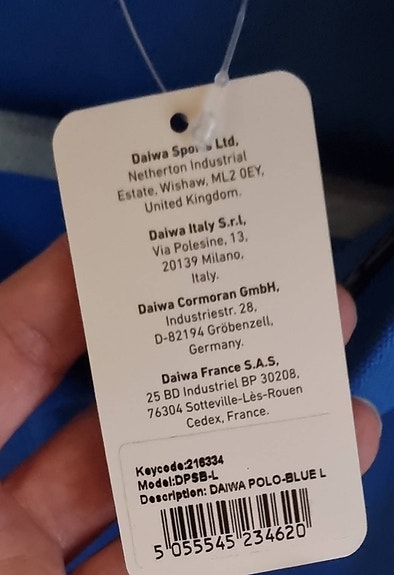 Daiwa Sports Ltd,
Netherton Industrial
Estate, Wishaw, ML2 0EY,
United Kingdom.
Daiwa Italy S.r.l,
Via Polesine, 13,
20139 Milano,
Italy.
Daiwa Cormoran GmbH,
Industriestr. 28,
D-82194 Gröbenzell,
Germany.
Daiwa France S.A.S,
25 BD Industriel BP 30208,
76304 Sotteville-Lès-Rouen
Cedex, France.
Keycode:216334
Model:DPSB-L
Description: DAIWA POLO-BLUE L
5 055545 234620